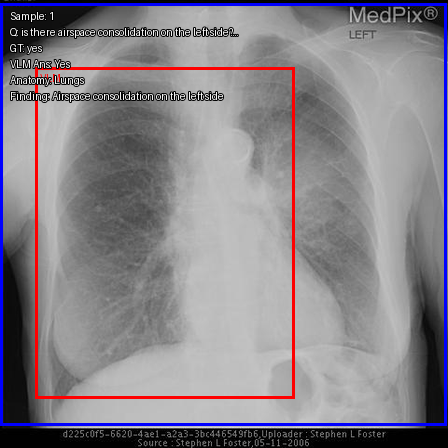 Sample: 1
MedPix®
LEFT
Q: is there airspace consolidation on the leftside?...
GT: yes
VLM Ans: Yes
Anatomy: Lungs
Finding: Airspace consolidation on the leftside
d225c0f5-6620-4ae1-a2a3-3bc446549fb6,Uploader : Stephen L Foster
Source : Stephen L Foster,05-11-2006